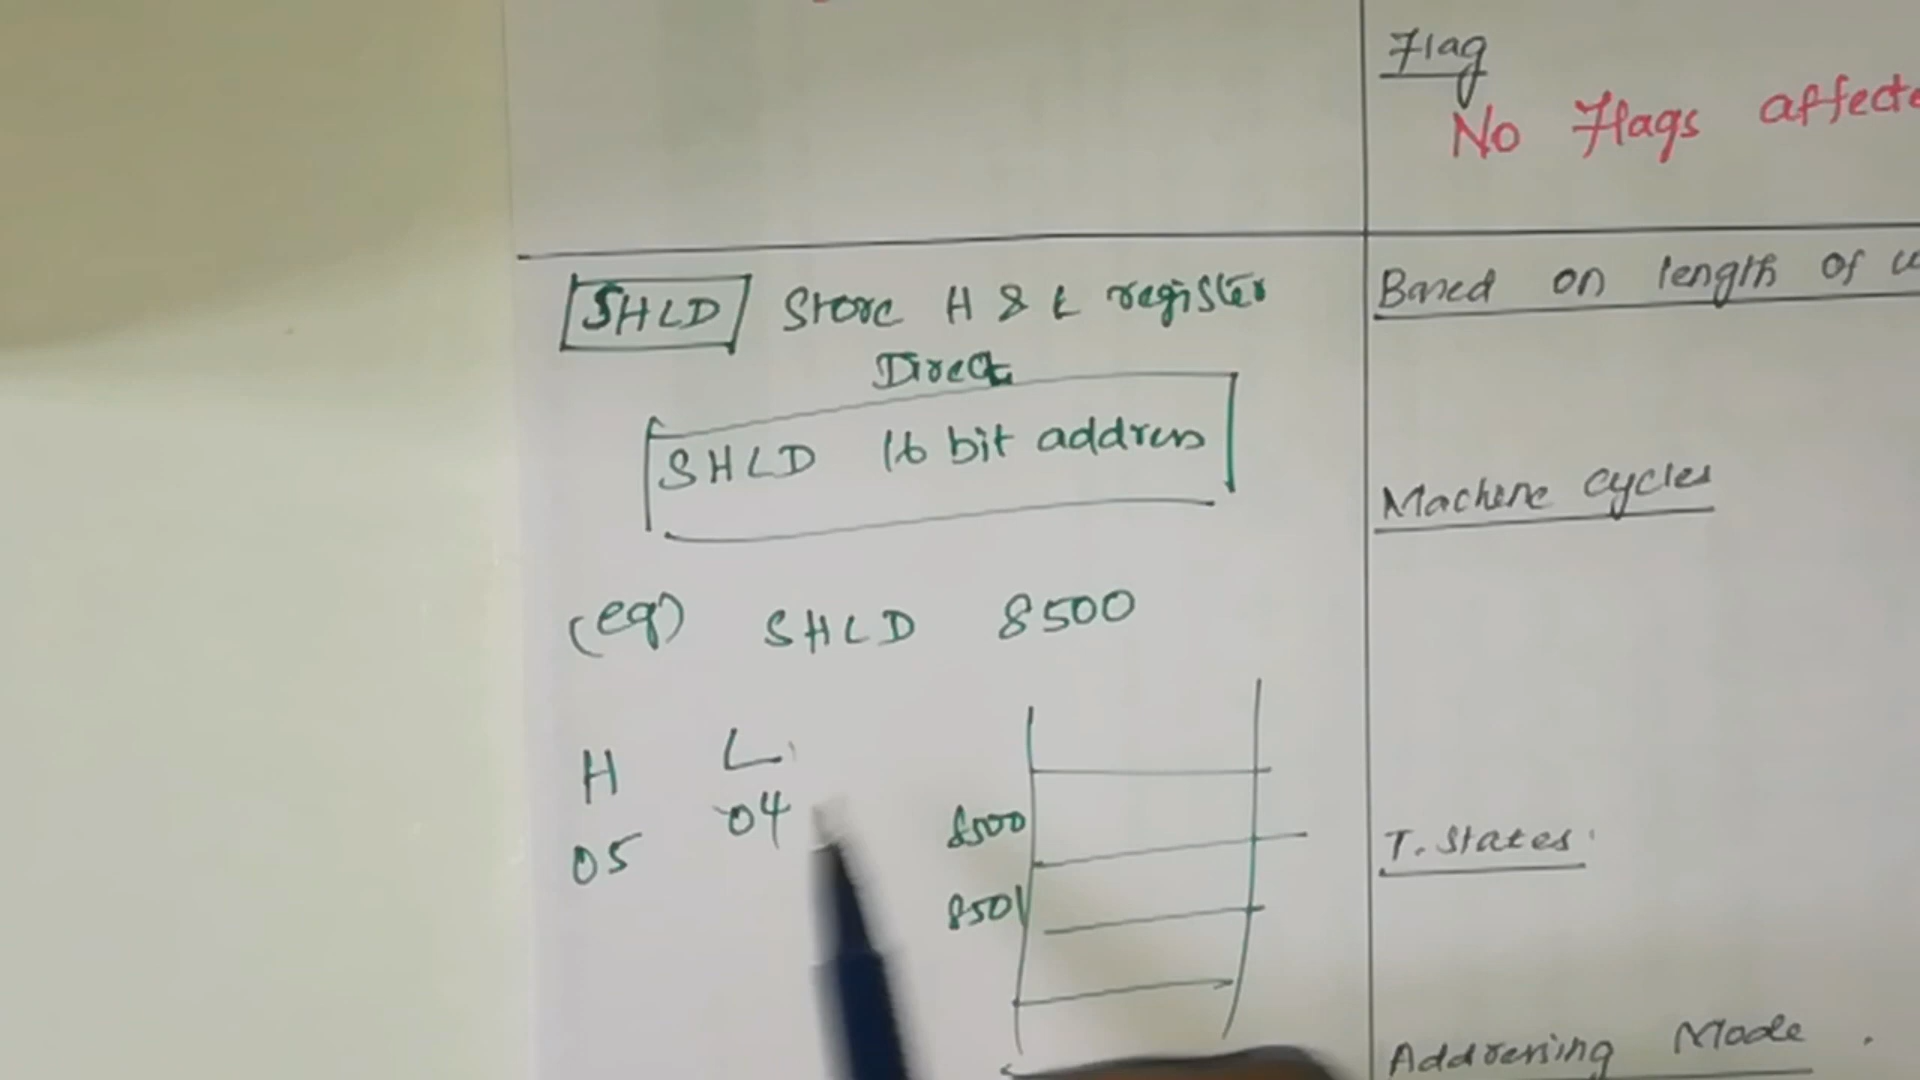 Flag
No Flags affecte
SHLD Store H & L register
Direct
SHLD 16 bit address
(eg) SHLD 8500
H L
05 04
8500
8501
Based on length of
Machine cycles
T. States
Addressing Mode.